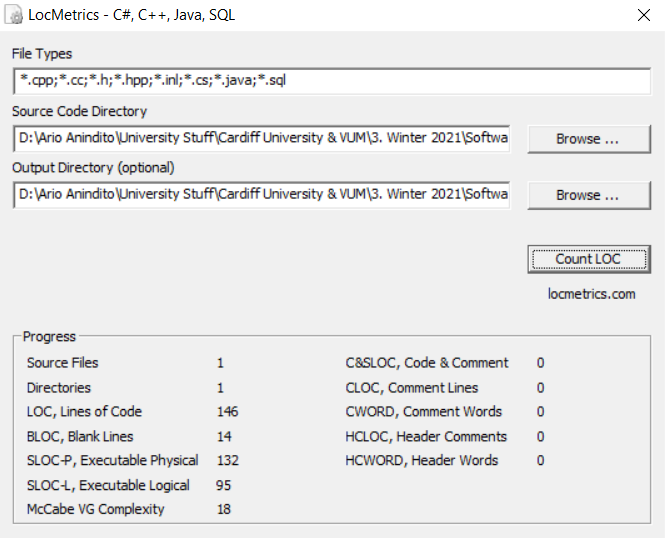 LocMetrics - C#, C++, Java, SQL
File Types
*.cpp;*.cc;*.h;*.hpp;*.inl;*.cs;*.java;*.sql
Source Code Directory
D:\Ario Anindito\University Stuff\Cardiff University & VUM\3. Winter 2021\Softwa
Browse ...
Output Directory (optional)
D:\Ario Anindito\University Stuff\Cardiff University & VUM\3. Winter 2021\Softwa
Browse ...
Count LOC
locmetrics.com
Progress
Source Files 1 C&SLOC, Code & Comment 0
Directories 1 CLOC, Comment Lines 0
LOC, Lines of Code 146 CWORD, Comment Words 0
BLOC, Blank Lines 14 HCLOC, Header Comments 0
SLOC-P, Executable Physical 132 HCWORD, Header Words 0
SLOC-L, Executable Logical 95
McCabe VG Complexity 18